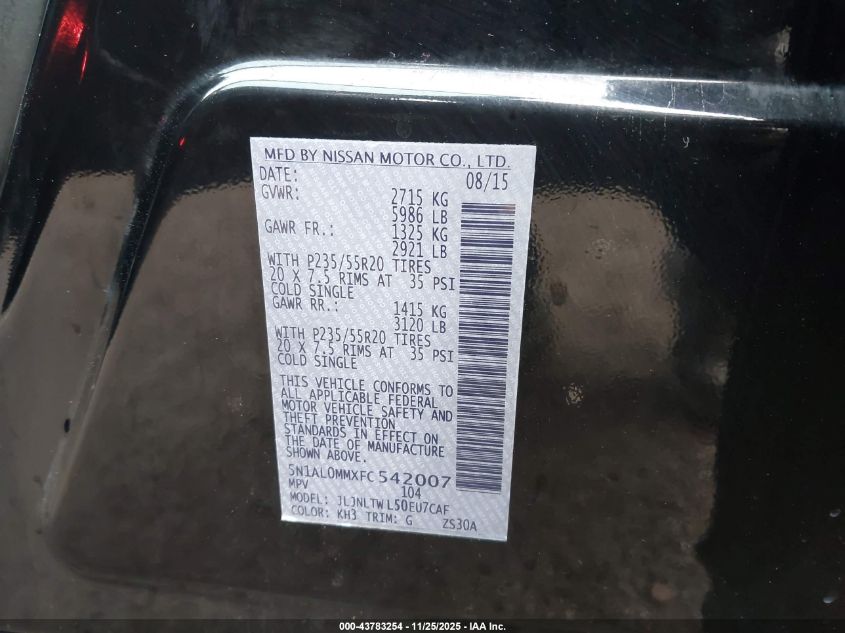 MFD BY NISSAN MOTOR CO., LTD.
DATE: 08/15
GVWR: 2715 KG
5986 LB
GAWR FR.: 1325 KG
2921 LB
WITH P235/55R20 TIRES
20 X 7.5 RIMS AT 35 PSI
COLD SINGLE
GAWR RR.: 1415 KG
3120 LB
WITH P235/55R20 TIRES
20 X 7.5 RIMS AT 35 PSI
COLD SINGLE
THIS VEHICLE CONFORMS TO
ALL APPLICABLE FEDERAL
MOTOR VEHICLE SAFETY AND
THEFT PREVENTION
STANDARDS IN EFFECT ON
THE DATE OF MANUFACTURE
SHOWN ABOVE.
5N1AL0MMXFC542007
MPV 104
MODEL: JLJNLTWL50EU7CAF
COLOR: KH3 TRIM: G ZS30A
000-43783254 - 11/25/2025 - IAA Inc.